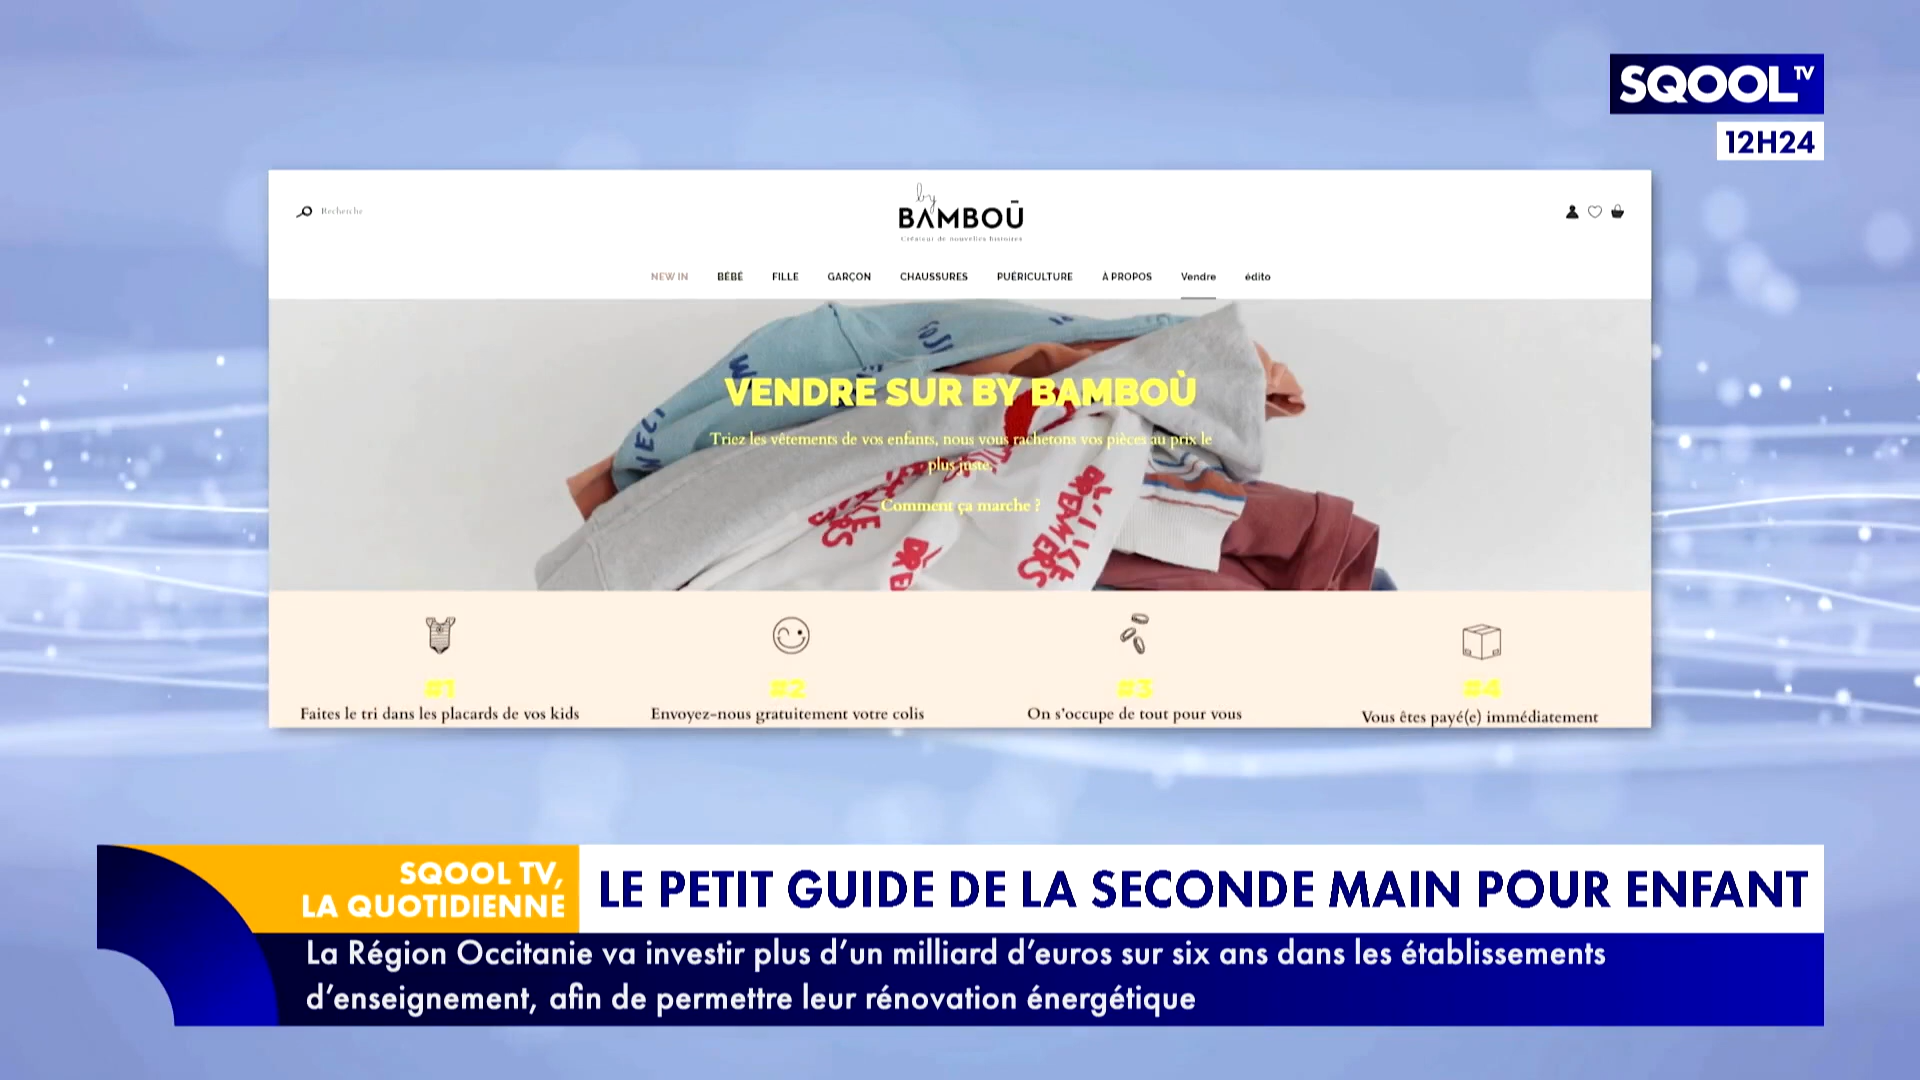 SQOOL TV
12H24
Recherche
by
BAMBOŪ
Créateur de nouvelles histoires
NEW IN BÉBÉ FILLE GARÇON CHAUSSURES PUÉRICULTURE À PROPOS Vendre édito
VENDRE SUR BY BAMBOÙ
Triez les vêtements de vos enfants, nous vous rachetons vos pièces au prix le
plus juste.
Comment ça marche ?
#1
Faites le tri dans les placards de vos kids
#2
Envoyez-nous gratuitement votre colis
#3
On s'occupe de tout pour vous
#4
Vous êtes payé(e) immédiatement
SQOOL TV,
LA QUOTIDIENNE
LE PETIT GUIDE DE LA SECONDE MAIN POUR ENFANT
La Région Occitanie va investir plus d'un milliard d'euros sur six ans dans les établissements
d'enseignement, afin de permettre leur rénovation énergétique